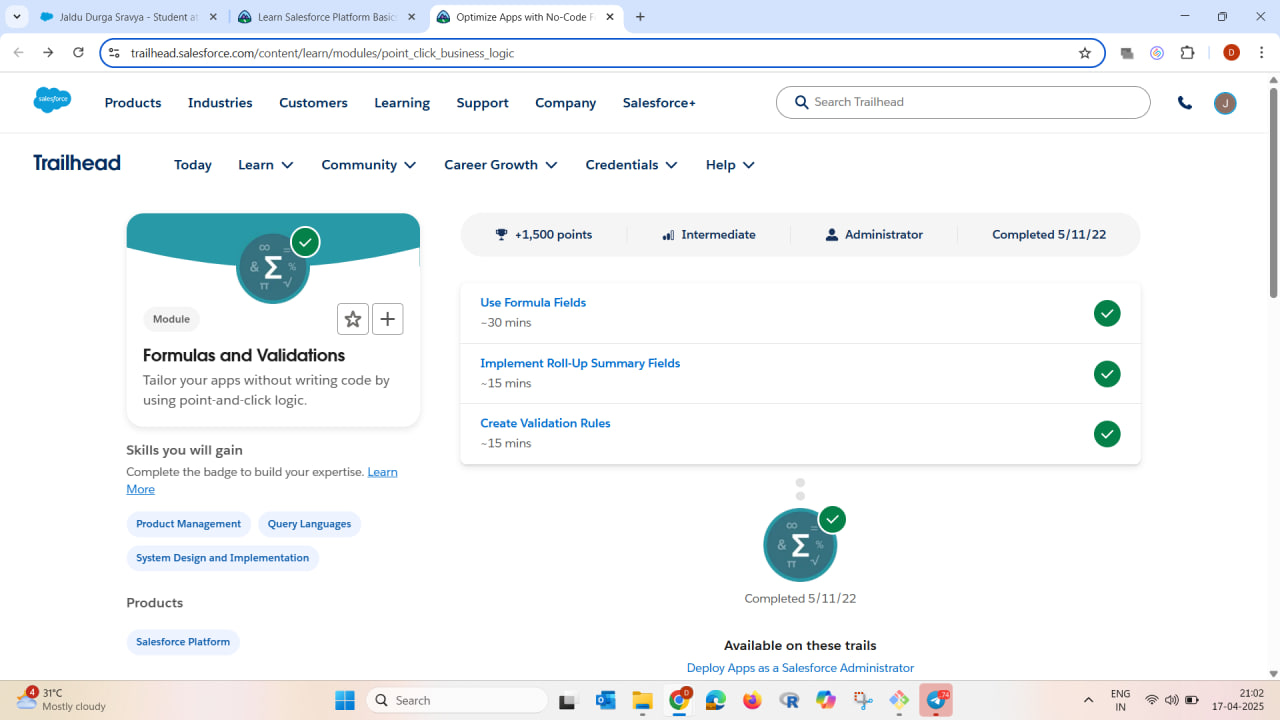 Jaldu Durga Sravya - Student at
Learn Salesforce Platform Basics
Optimize Apps with No-Code F
trailhead.salesforce.com/content/learn/modules/point_click_business_logic
D
salesforce
Products
Industries
Customers
Learning
Support
Company
Salesforce+
Search Trailhead
J
Trailhead
Today
Learn
Community
Career Growth
Credentials
Help
+1,500 points
Intermediate
Administrator
Completed 5/11/22
Module
Formulas and Validations
Tailor your apps without writing code by
using point-and-click logic.
Skills you will gain
Complete the badge to build your expertise. Learn
More
Product Management
Query Languages
System Design and Implementation
Products
Salesforce Platform
Use Formula Fields
~30 mins
Implement Roll-Up Summary Fields
~15 mins
Create Validation Rules
~15 mins
Completed 5/11/22
Available on these trails
Deploy Apps as a Salesforce Administrator
4
31°C
Mostly cloudy
Search
D
74
ENG
IN
21:02
17-04-2025